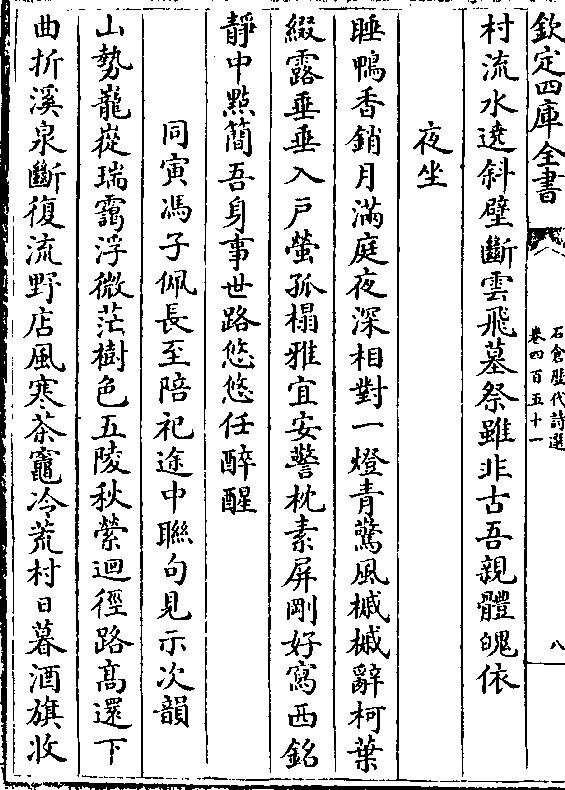 欽定四庫全書
石倉歷代詩選
卷四百五十一
八
村流水遶斜壁斷雲飛墓祭雖非古吾親體魄依
夜坐
睡鴨香銷月滿庭夜深相對一燈青驚風槭槭辭柯葉
綴露垂垂入戶螢孤榻雅宜安警枕素屏剛好寫西銘
靜中㸃簡吾身事世路悠悠任醉醒
同寅馮子佩長至陪祀途中聯句見示次韻
山勢巃嵸瑞靄浮微茫樹色五陵秋縈迴徑路髙還下
曲折溪泉斷復流野店風寒茶竈冷荒村日暮酒旗收